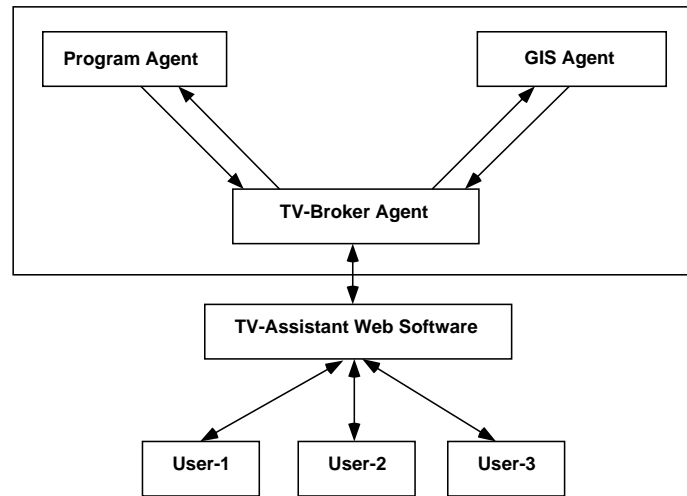 Program Agent
GIS Agent
TV-Broker Agent
TV-Assistant Web Software
User-1
User-2
User-3